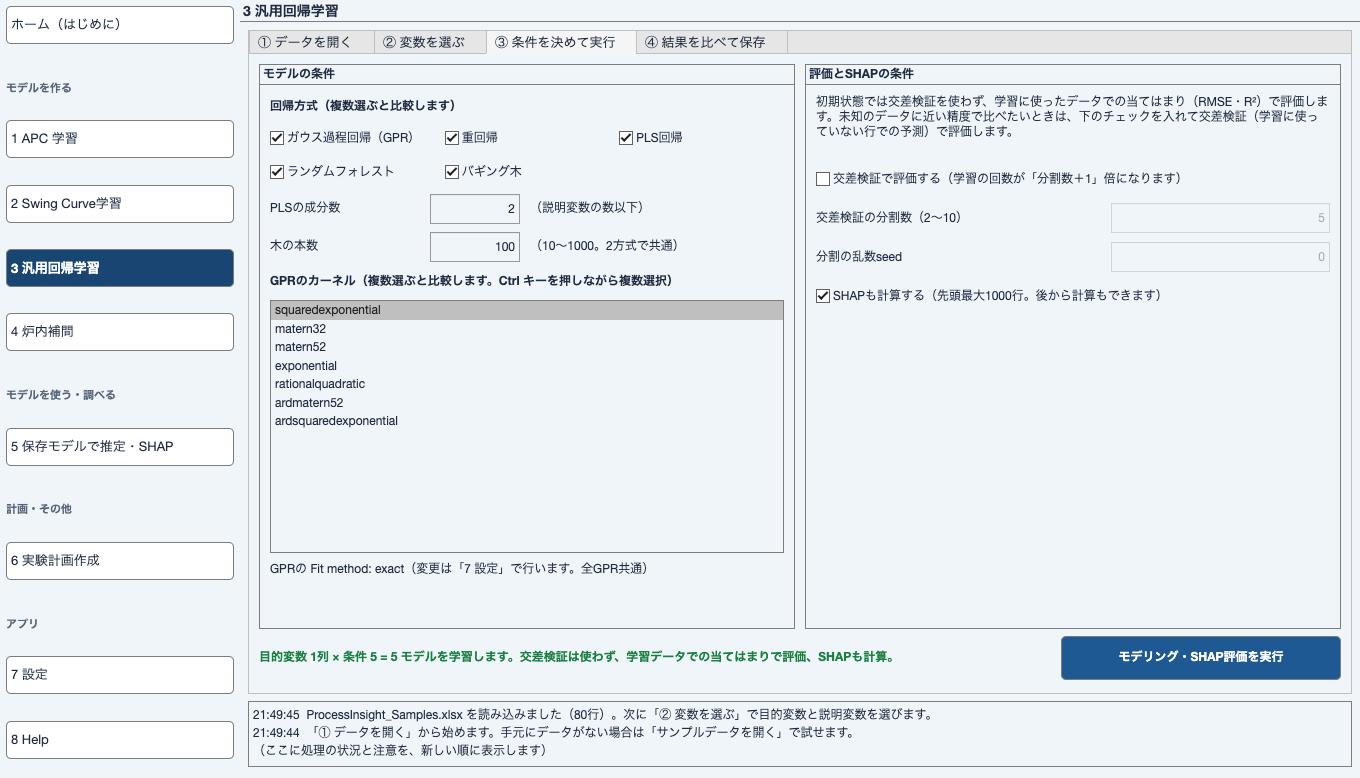 ホーム（はじめに）
モデルを作る
1 APC 学習
2 Swing Curve学習
3 汎用回帰学習
4 炉内補間
モデルを使う・調べる
5 保存モデルで推定・SHAP
計画・その他
6 実験計画作成
アプリ
7 設定
8 Help
3 汎用回帰学習
① データを開く
② 変数を選ぶ
③ 条件を決めて実行
④ 結果を比べて保存
モデルの条件
回帰方式（複数選ぶと比較します）
ガウス過程回帰（GPR）
重回帰
PLS回帰
ランダムフォレスト
バギング木
PLSの成分数
2
（説明変数の数以下）
木の本数
100
（10～1000。2方式で共通）
GPRのカーネル（複数選ぶと比較します。Ctrl キーを押しながら複数選択）
squaredexponential
matern32
matern52
exponential
rationalquadratic
ardmatern52
ardsquaredexponential
GPRの Fit method: exact（変更は「7 設定」で行います。全GPR共通）
評価とSHAPの条件
初期状態では交差検証を使わず、学習に使ったデータでの当てはまり（RMSE・R²）で評価しま
す。未知のデータに近い精度で比べたいときは、下のチェックを入れて交差検証（学習に使っ
ていない行での予測）で評価します。
交差検証で評価する（学習の回数が「分割数＋1」倍になります）
交差検証の分割数（2～10）
5
分割の乱数seed
0
SHAPも計算する（先頭最大1000行。後から計算もできます）
目的変数 1列 × 条件 5 = 5 モデルを学習します。交差検証は使わず、学習データでの当てはまりで評価、SHAPも計算。
モデリング・SHAP評価を実行
21:49:45 ProcessInsight_Samples.xlsx を読み込みました（80行）。次に「② 変数を選ぶ」で目的変数と説明変数を選びます。
21:49:44 「① データを開く」から始めます。手元にデータがない場合は「サンプルデータを開く」で試せます。
（ここに処理の状況と注意を、新しい順に表示します）